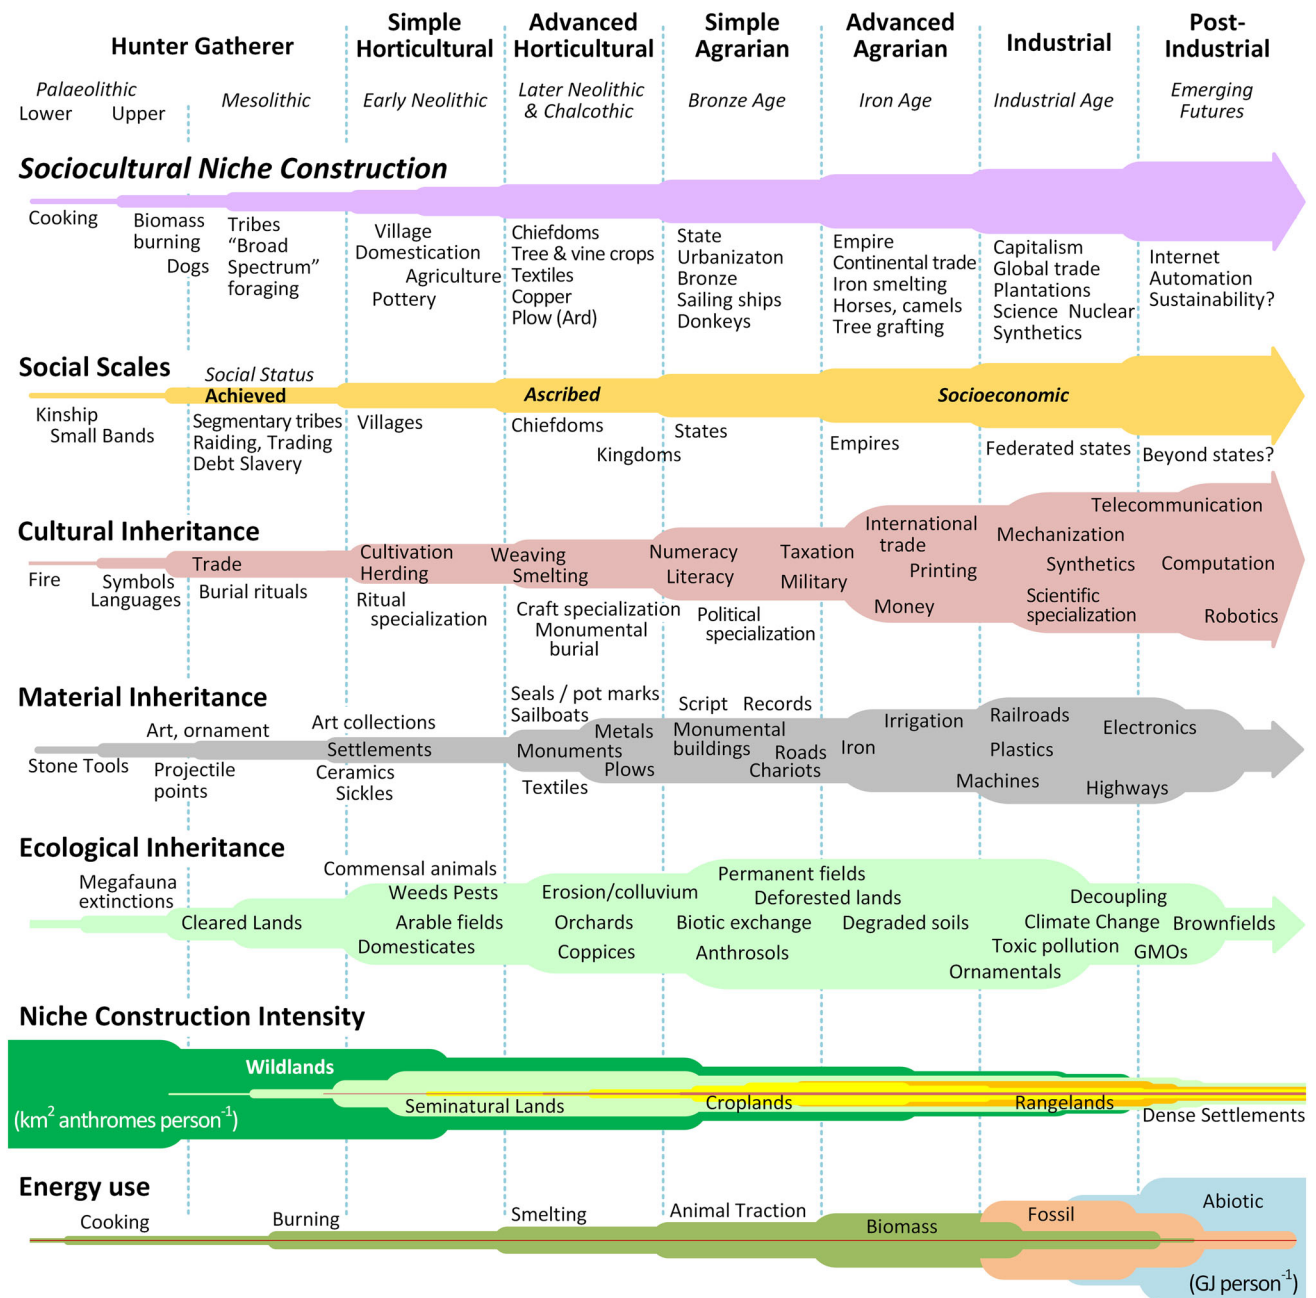 Hunter Gatherer
Simple
Horticultural
Advanced
Horticultural
Simple
Agrarian
Advanced
Agrarian
Industrial
Post-
Industrial
Palaeolithic
Lower Upper
Mesolithic
Early Neolithic
Later Neolithic
& Chalcothic
Bronze Age
Iron Age
Industrial Age
Emerging
Futures
Sociocultural Niche Construction
Cooking
Biomass
burning
Dogs
Tribes
“Broad
Spectrum”
foraging
Village
Domestication
Agriculture
Pottery
Chiefdoms
Tree & vine crops
Textiles
Copper
Plow (Ard)
State
Urbanizaton
Bronze
Sailing ships
Donkeys
Empire
Continental trade
Iron smelting
Horses, camels
Tree grafting
Capitalism
Global trade
Plantations
Science Nuclear
Synthetics
Internet
Automation
Sustainability?
Social Scales
Social Status
Achieved
Ascribed
Socioeconomic
Kinship
Small Bands
Segmentary tribes
Raiding, Trading
Debt Slavery
Villages
Chiefdoms
Kingdoms
States
Empires
Federated states
Beyond states?
Cultural Inheritance
Fire
Symbols
Languages
Trade
Burial rituals
Cultivation
Herding
Ritual
specialization
Weaving
Smelting
Craft specialization
Monumental
burial
Numeracy
Literacy
Political
specialization
Taxation
Military
International
trade
Printing
Money
Mechanization
Synthetics
Scientific
specialization
Telecommunication
Computation
Robotics
Material Inheritance
Stone Tools
Art, ornament
Projectile
points
Art collections
Settlements
Ceramics
Sickles
Seals / pot marks
Sailboats
Metals
Monuments
Plows
Textiles
Script Records
Monumental
buildings
Roads
Chariots
Iron
Irrigation
Railroads
Plastics
Machines
Electronics
Highways
Ecological Inheritance
Megafauna
extinctions
Cleared Lands
Commensal animals
Weeds Pests
Arable fields
Domesticates
Erosion/colluvium
Orchards
Coppices
Permanent fields
Deforested lands
Biotic exchange
Anthrosols
Degraded soils
Decoupling
Climate Change
Toxic pollution
Ornamentals
Brownfields
GMOs
Niche Construction Intensity
Wildlands
(km² anthromes person⁻¹)
Seminatural Lands
Croplands
Rangelands
Dense Settlements
Energy use
Cooking
Burning
Smelting
Animal Traction
Biomass
Fossil
Abiotic
(GJ person⁻¹)